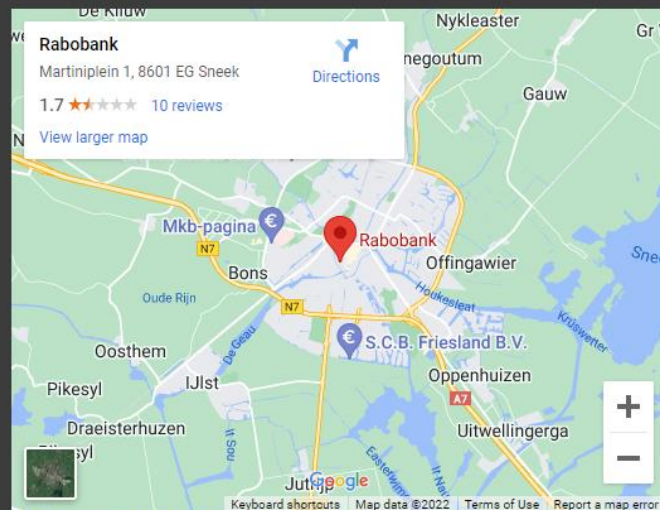 De Kliuw
Nykleaster
Gr
Rabobank
Martiniplein 1, 8601 EG Sneek
1.7
10 reviews
View larger map
Directions
negoutum
Gauw
N
Mkb-pagina
Rabobank
N7
Bons
Offingawier
Snee
Oude Rijn
N7
Houkesleat
Kruswetter
De Geau
S.C.B. Friesland B.V.
Oosthem
Oppenhuizen
Pikesyl
IJlst
A7
Draeisterhuzen
Uitwellingerga
syl
It Sou
Jutrijp
Google
Keyboard shortcuts
Map data ©2022
Terms of Use
Report a map error